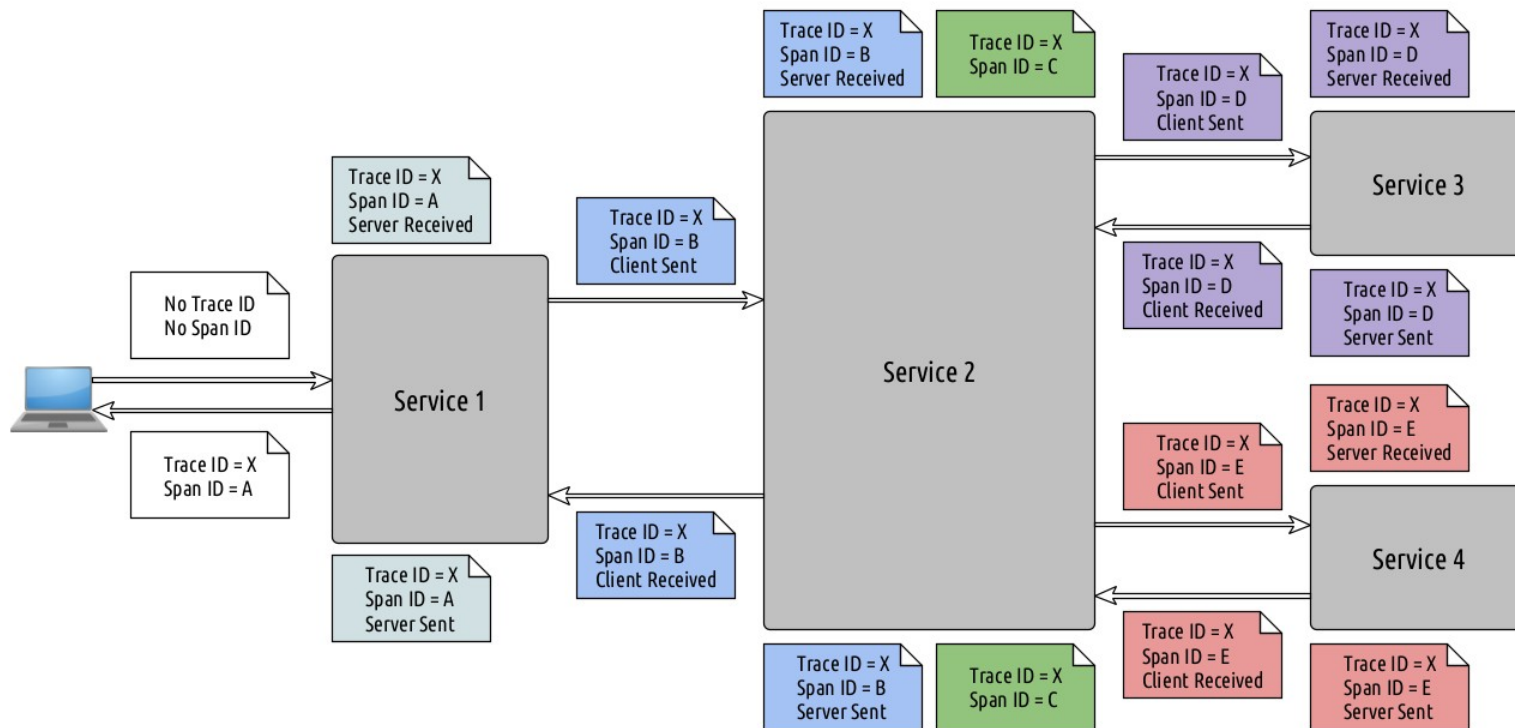 Trace ID = X
Span ID = B
Server Received
Trace ID = X
Span ID = C
Trace ID = X
Span ID = D
Client Sent
Trace ID = X
Span ID = D
Server Received
Trace ID = X
Span ID = A
Server Received
Trace ID = X
Span ID = B
Client Sent
Service 3
No Trace ID
No Span ID
Trace ID = X
Span ID = D
Client Received
Trace ID = X
Span ID = D
Server Sent
Service 1
Service 2
Trace ID = X
Span ID = A
Trace ID = X
Span ID = E
Client Sent
Trace ID = X
Span ID = E
Server Received
Trace ID = X
Span ID = B
Client Received
Service 4
Trace ID = X
Span ID = A
Server Sent
Trace ID = X
Span ID = B
Server Sent
Trace ID = X
Span ID = C
Trace ID = X
Span ID = E
Client Received
Trace ID = X
Span ID = E
Server Sent